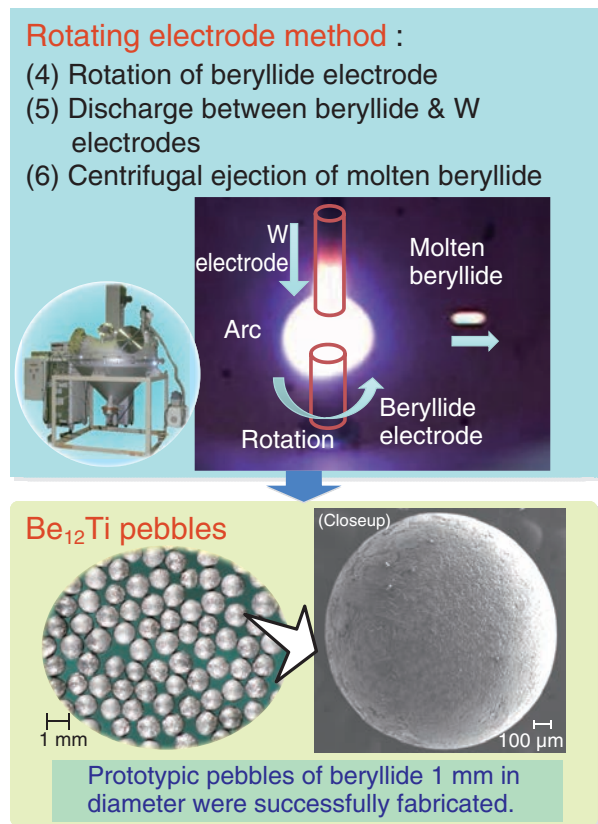 Rotating electrode method :
(4) Rotation of beryllide electrode
(5) Discharge between beryllide & W
electrodes
(6) Centrifugal ejection of molten beryllide
W
electrode
Molten
beryllide
Arc
Beryllide
electrode
Rotation
Be₁₂Ti pebbles
(Closeup)
1 mm
100 µm
Prototypic pebbles of beryllide 1 mm in
diameter were successfully fabricated.